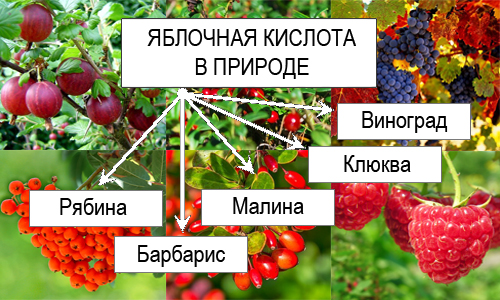 ЯБЛОЧНАЯ КИСЛОТА
В ПРИРОДЕ
Виноград
Клюква
Рябина
Малина
Барбарис